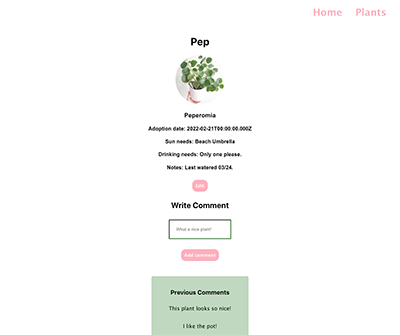 Home Plants
Pep
Peperomia
Adoption date: 2022-02-21T00:00:00.000Z
Sun needs: Beach Umbrella
Drinking needs: Only one please.
Notes: Last watered 03/24.
Edit
Write Comment
What a nice plant!
Add comment
Previous Comments
This plant looks so nice!
I like the pot!